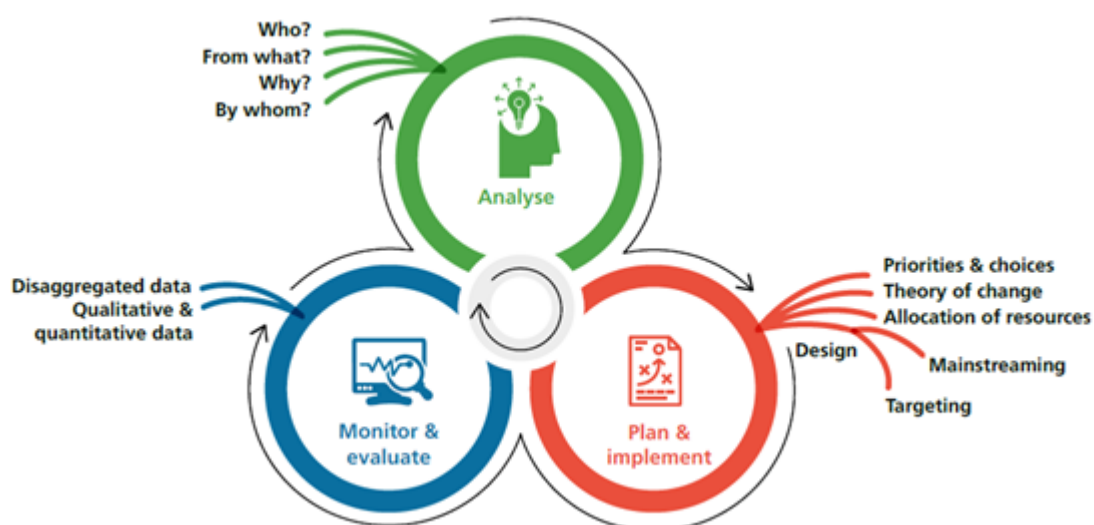 Who?
From what?
Why?
By whom?
Analyse
Disaggregated data
Qualitative &
quantitative data
Monitor &
evaluate
Priorities & choices
Theory of change
Allocation of resources
Design
Mainstreaming
Targeting
Plan &
implement